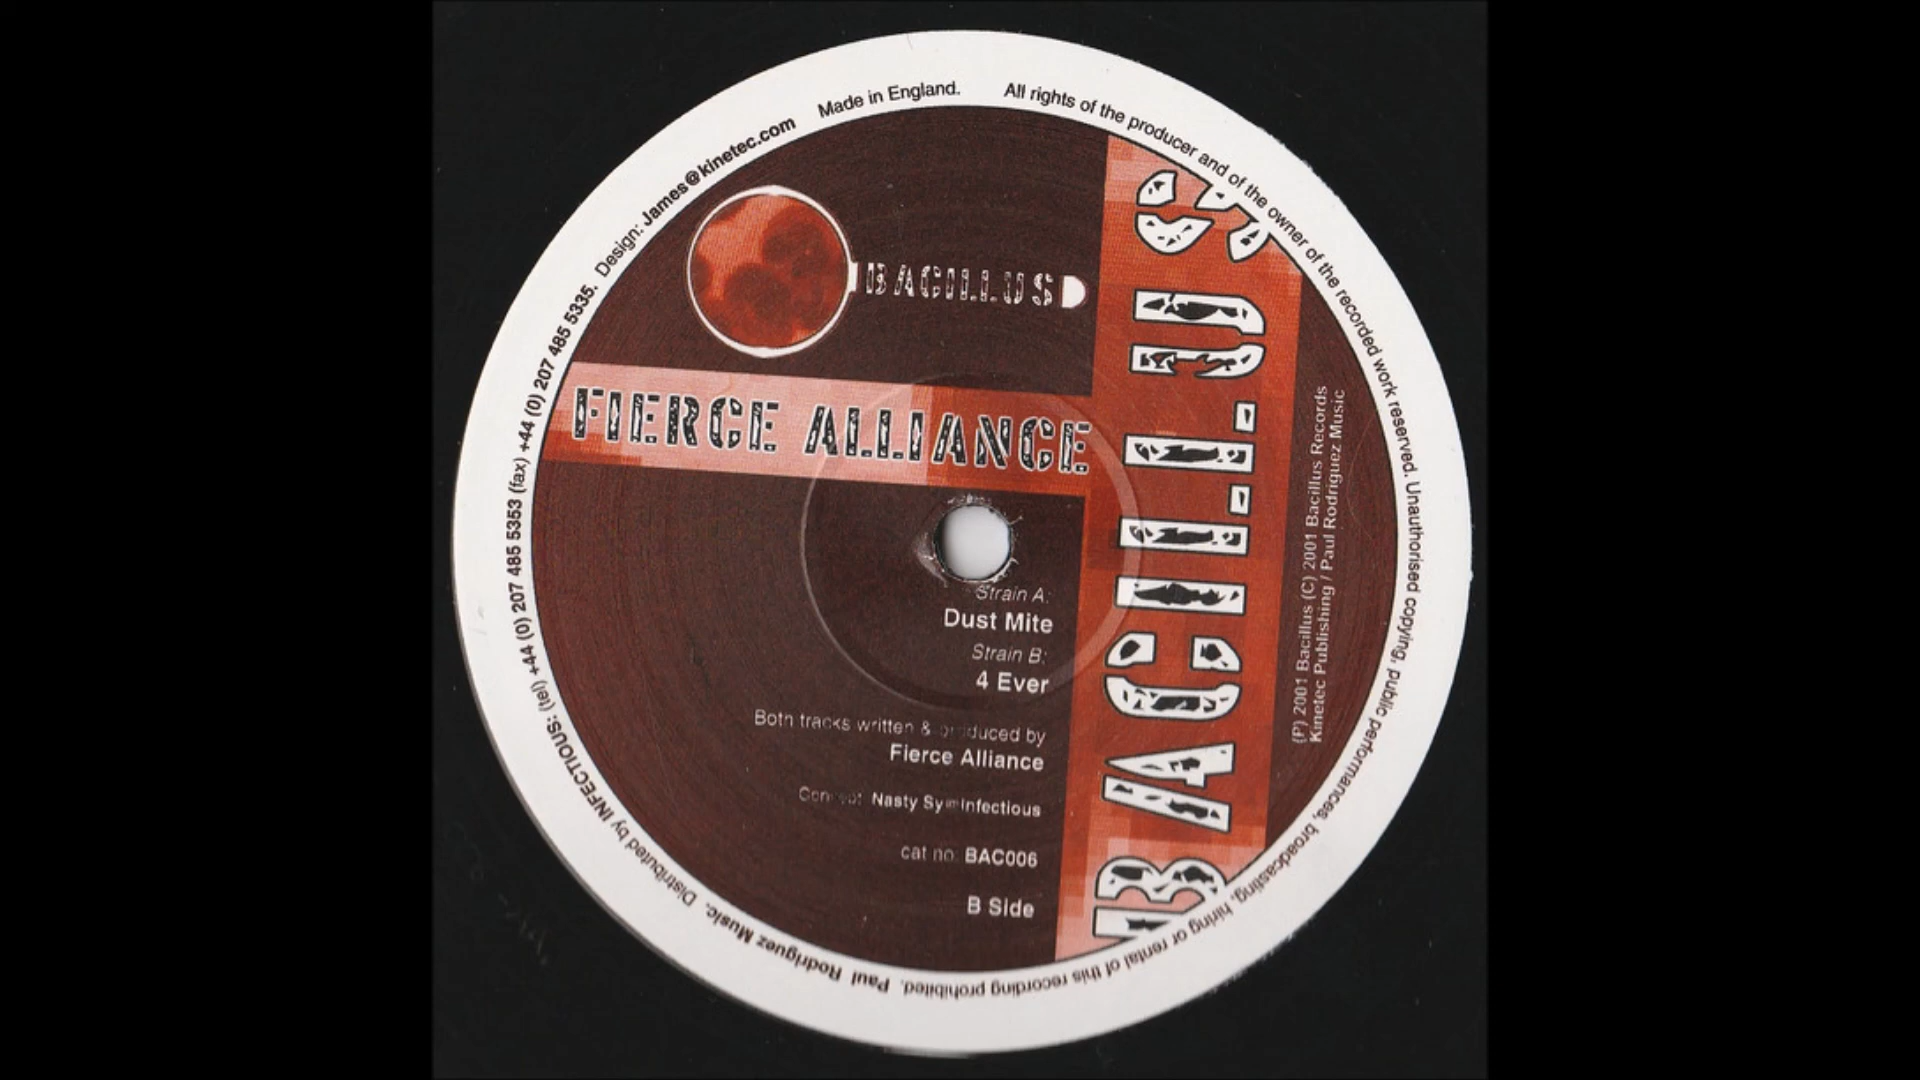 Made in England.
All rights of the producer and of the owner of the recorded work reserved. Unauthorised copying, public performances, broadcasting, hiring or rental of this recording prohibited.
Paul Rodriguez Music.
Distributed by INFECTIOUS: (tel) +44 (0) 207 485 5353 (fax) +44 (0) 207 485 5335.
Design: James@kinetec.com
BACILLUS
FIERCE ALLIANCE
BACILLUS
Strain A:
Dust Mite
Strain B:
4 Ever
Both tracks written & produced by
Fierce Alliance
Nasty Infectious
cat no: BAC006
B Side
(P) 2001 Bacillus (C) 2001 Bacillus Records
Kinetec Publishing / Paul Rodriguez Music